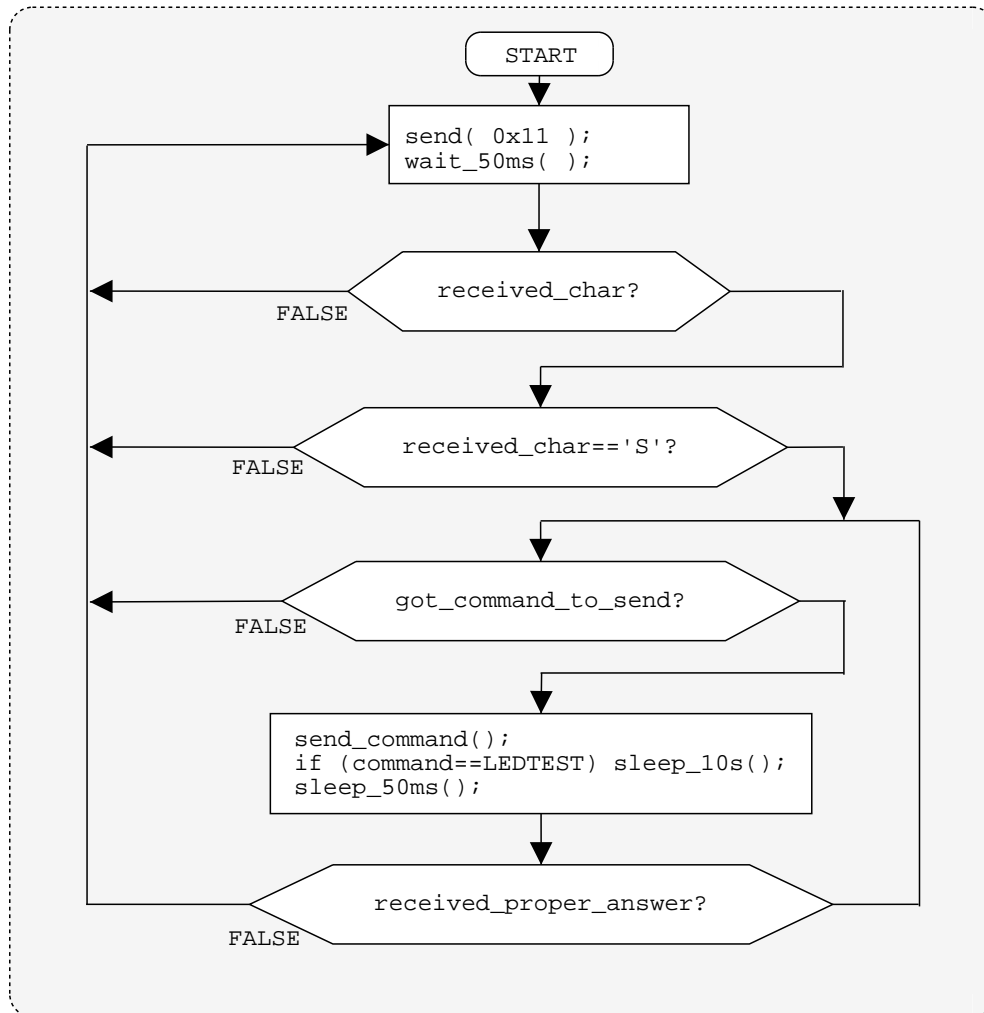 START
send( 0x11 );
wait_50ms( );
received_char?
FALSE
received_char=='S'?
FALSE
got_command_to_send?
FALSE
send_command();
if (command==LEDTEST) sleep_10s();
sleep_50ms();
received_proper_answer?
FALSE